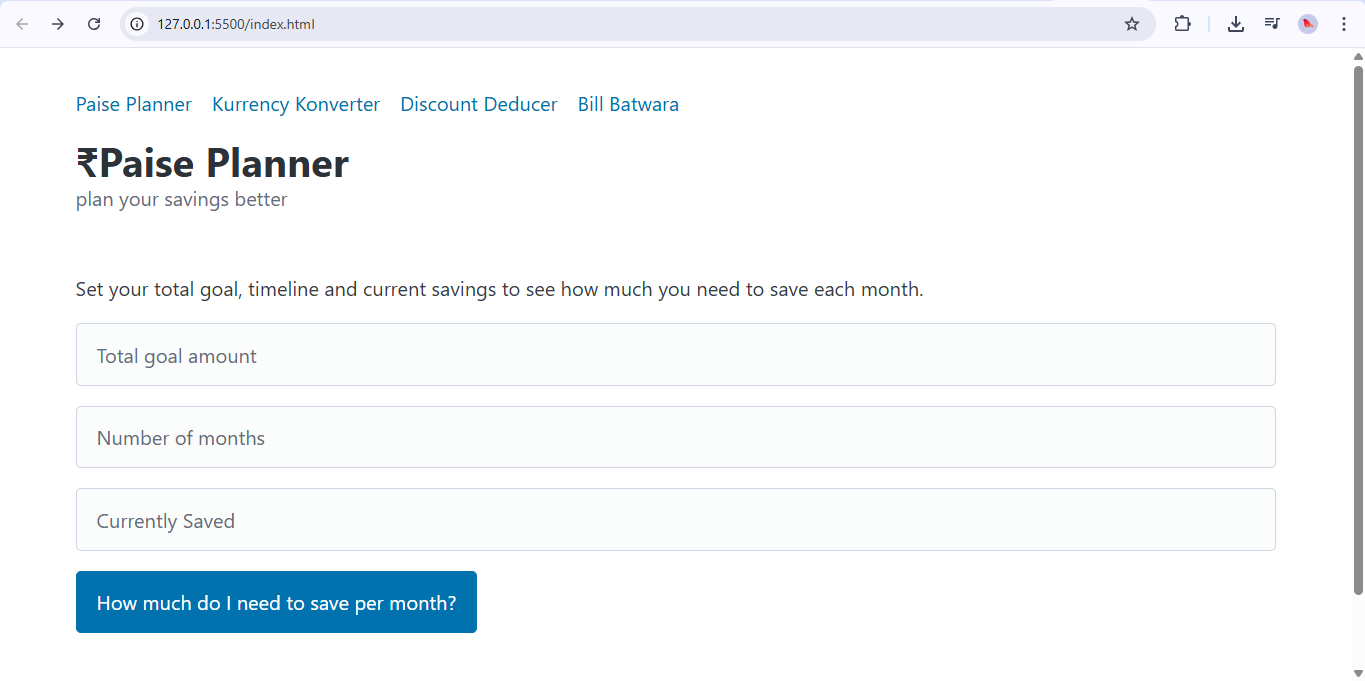 127.0.0.1:5500/index.html
Paise Planner Kurrency Konverter Discount Deducer Bill Batwara
₹Paise Planner
plan your savings better
Set your total goal, timeline and current savings to see how much you need to save each month.
Total goal amount
Number of months
Currently Saved
How much do I need to save per month?